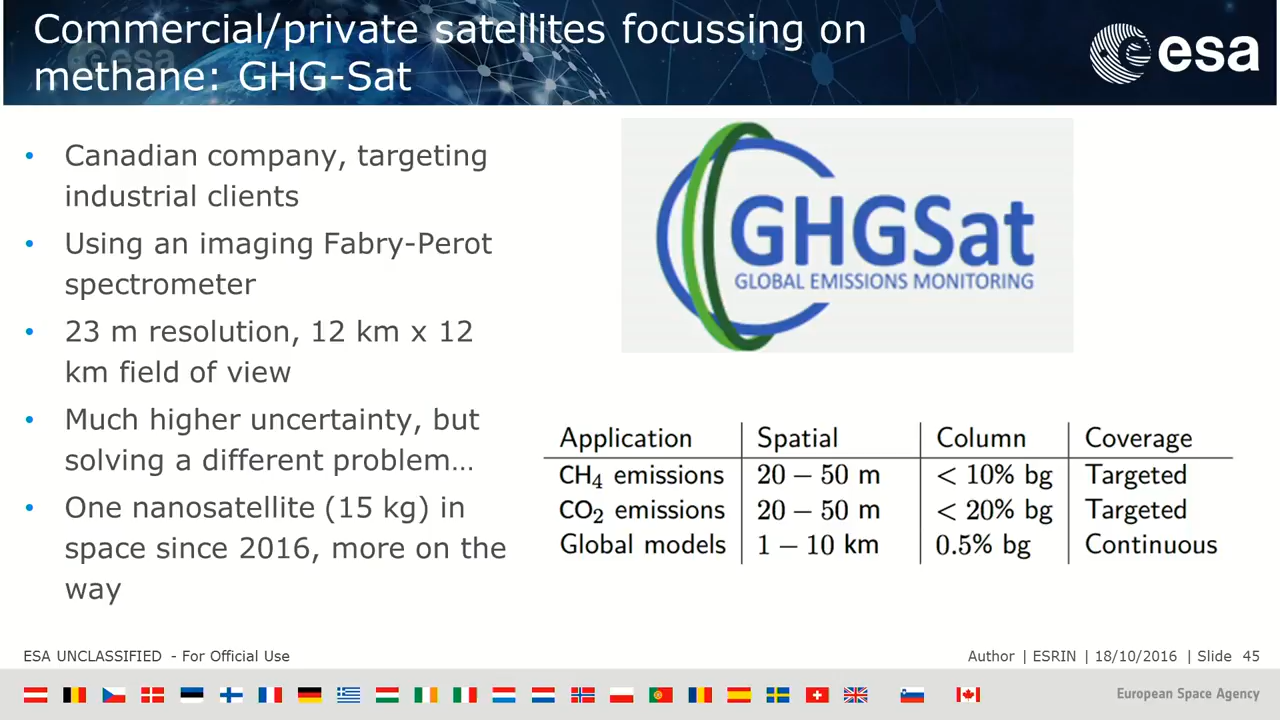 Commercial/private satellites focussing on
methane: GHG-Sat
esa
• Canadian company, targeting
industrial clients
• Using an imaging Fabry-Perot
spectrometer
• 23 m resolution, 12 km x 12
km field of view
• Much higher uncertainty, but
solving a different problem…
• One nanosatellite (15 kg) in
space since 2016, more on the
way
GHGSat
GLOBAL EMISSIONS MONITORING
Application Spatial Column Coverage
CH₄ emissions 20 – 50 m < 10% bg Targeted
CO₂ emissions 20 – 50 m < 20% bg Targeted
Global models 1 – 10 km 0.5% bg Continuous
ESA UNCLASSIFIED - For Official Use
Author | ESRIN | 18/10/2016 | Slide 45
European Space Agency